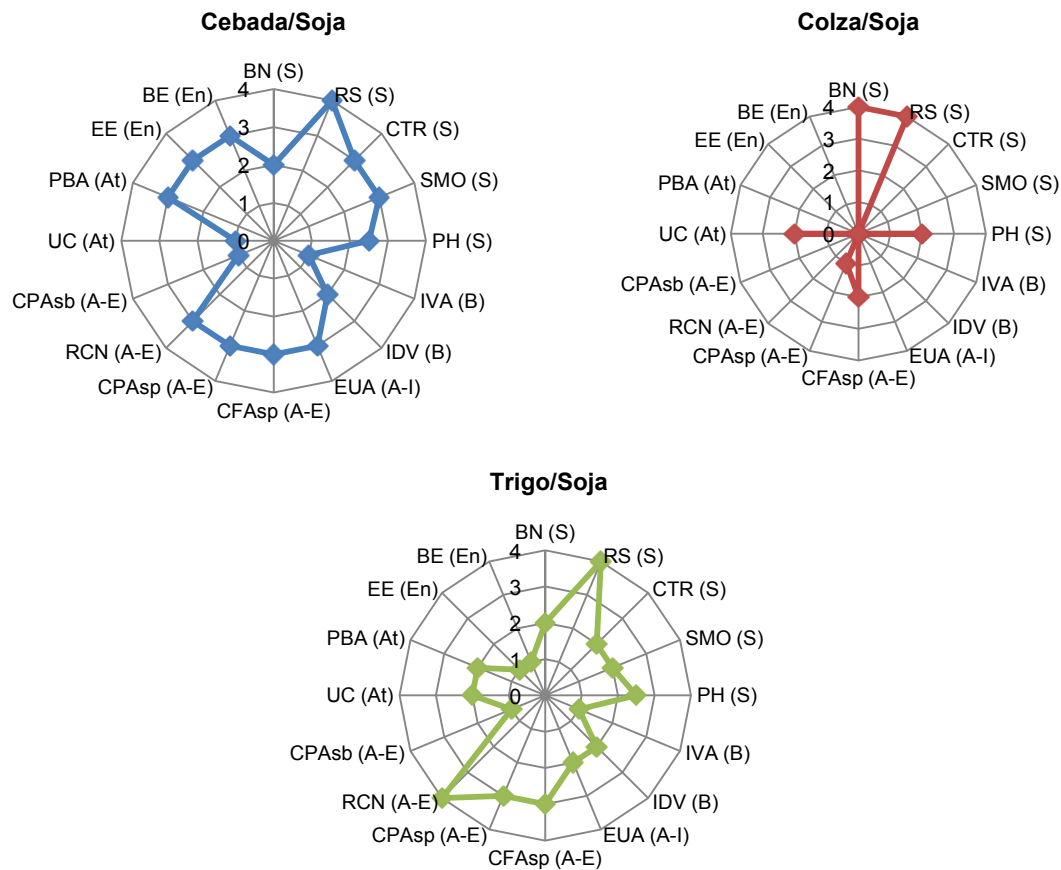 Cebada/Soja
BN (S)
RS (S)
CTR (S)
SMO (S)
PH (S)
IVA (B)
IDV (B)
EUA (A-I)
CFAsp (A-E)
CPAsp (A-E)
RCN (A-E)
CPAsb (A-E)
UC (At)
PBA (At)
EE (En)
BE (En)
4
3
2
1
0
Colza/Soja
BN (S)
RS (S)
CTR (S)
SMO (S)
PH (S)
IVA (B)
IDV (B)
EUA (A-E)
CFAsp (A-E)
CPAsp (A-E)
RCN (A-E)
CPAsb (A-E)
UC (At)
PBA (At)
EE (En)
BE (En)
4
3
2
1
0
Trigo/Soja
BN (S)
RS (S)
CTR (S)
SMO (S)
PH (S)
IVA (B)
IDV (B)
EUA (A-I)
CFAsp (A-E)
CPAsp (A-E)
RCN (A-E)
CPAsb (A-E)
UC (At)
PBA (At)
EE (En)
BE (En)
4
3
2
1
0